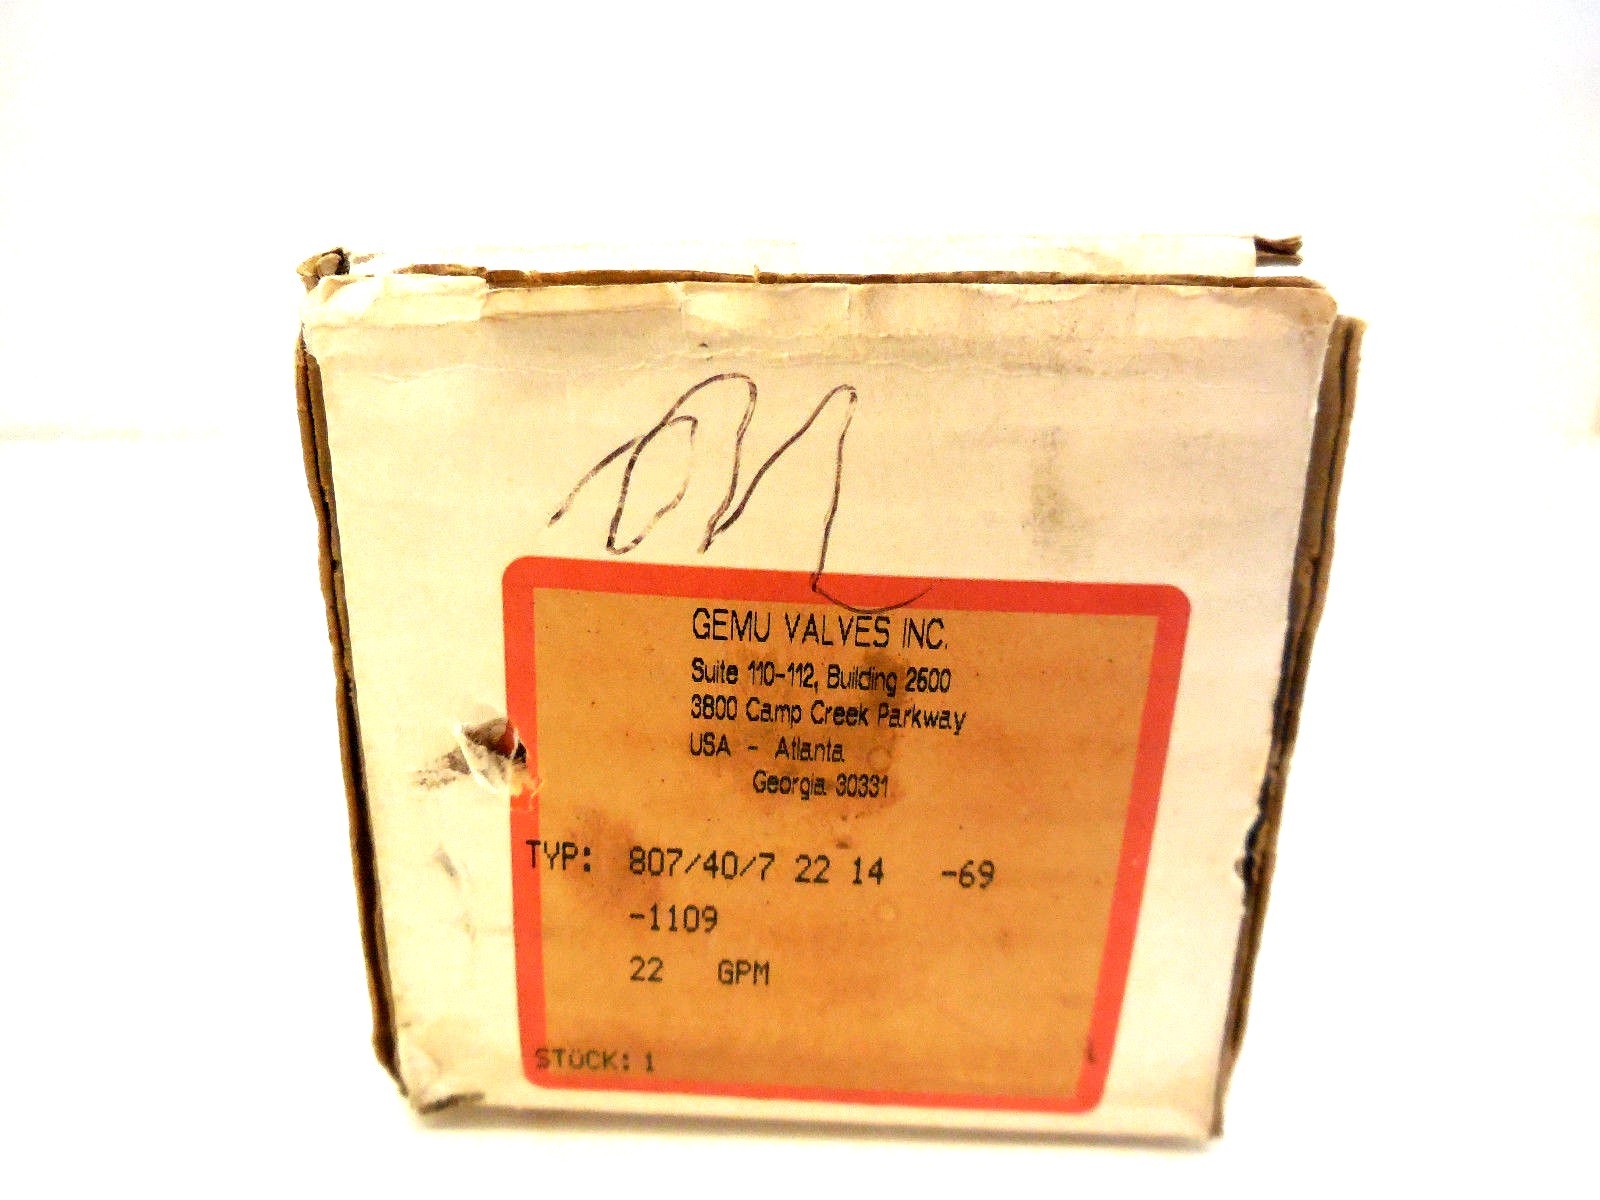 GEMU VALVES INC.
Suite 110-112, Building 2600
3800 Camp Creek Parkway
USA - Atlanta
Georgia 30331
TYP: 807/40/7 22 14 -69
-1109
22 GPM
STÜCK: 1